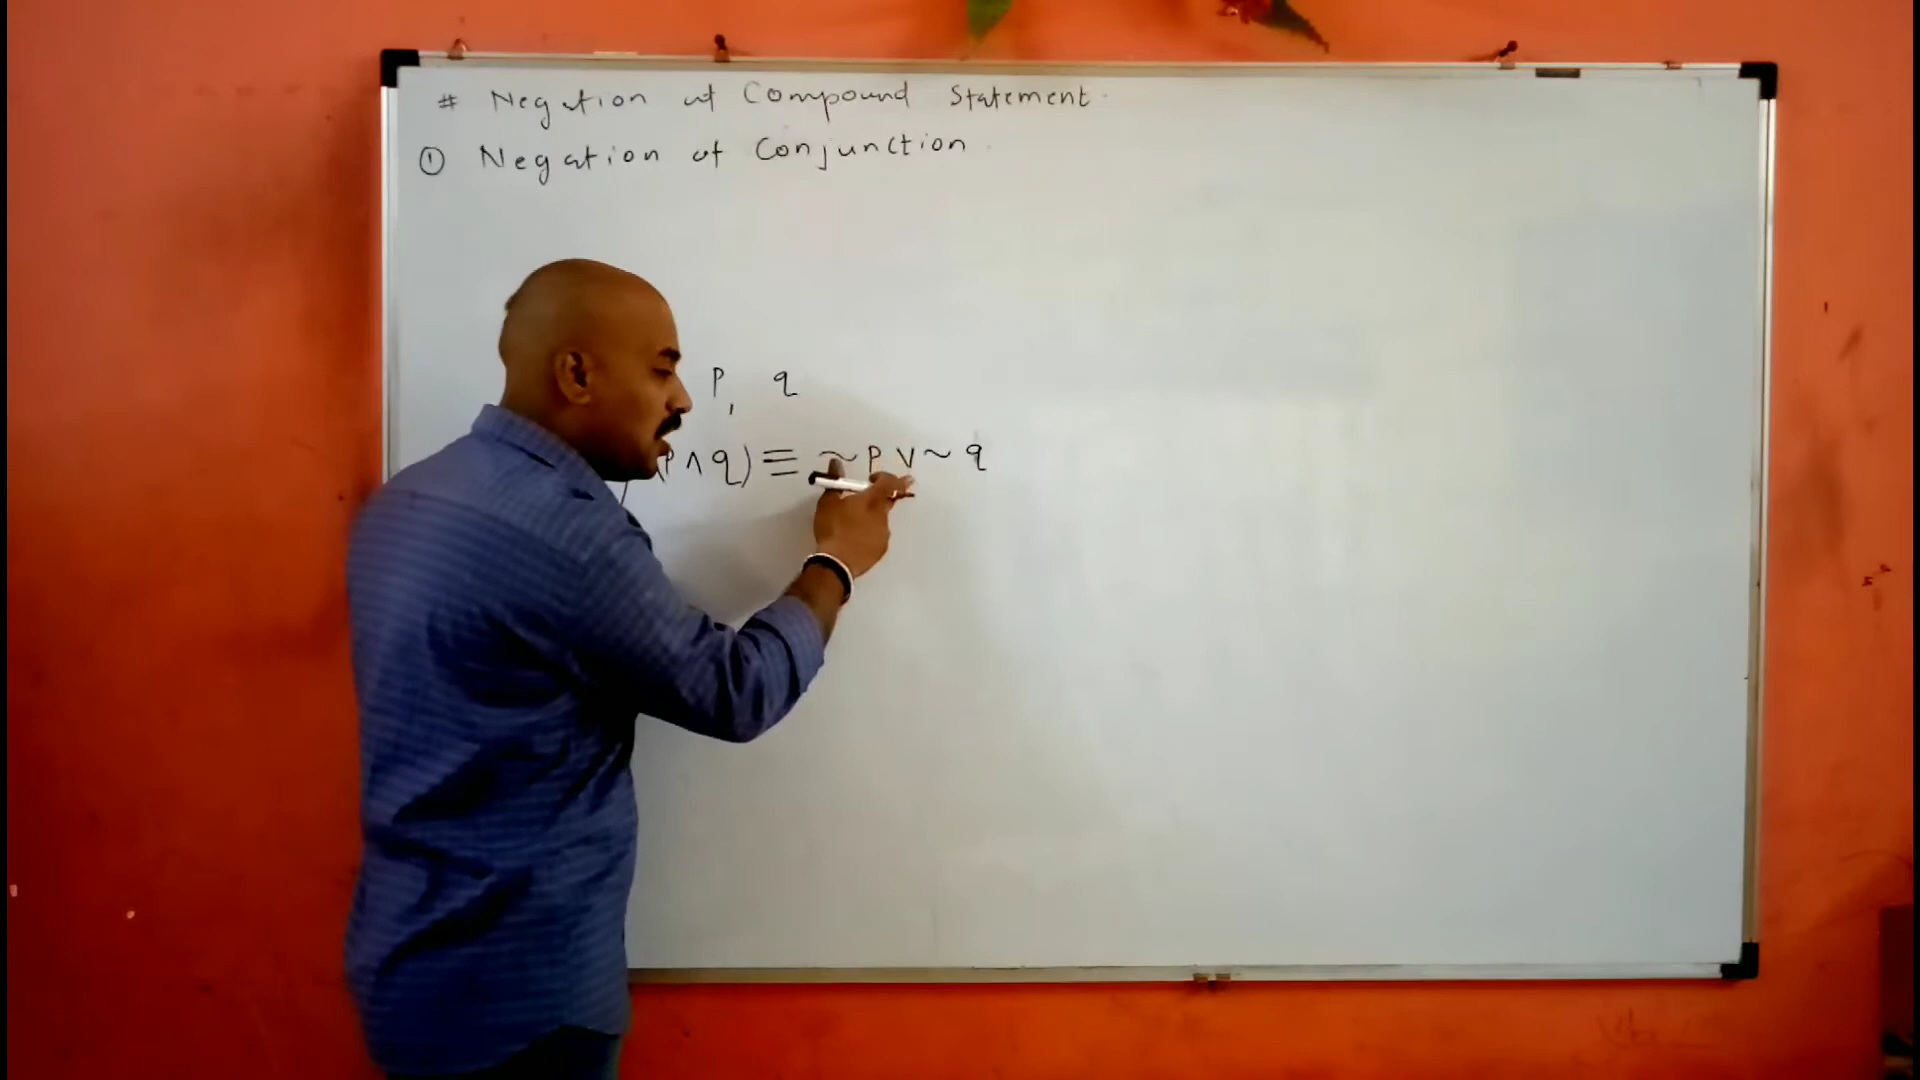 # Negation of Compound Statement
① Negation of Conjunction
P, q
P ∧ q) ≡ ~ P ∨ ~ q